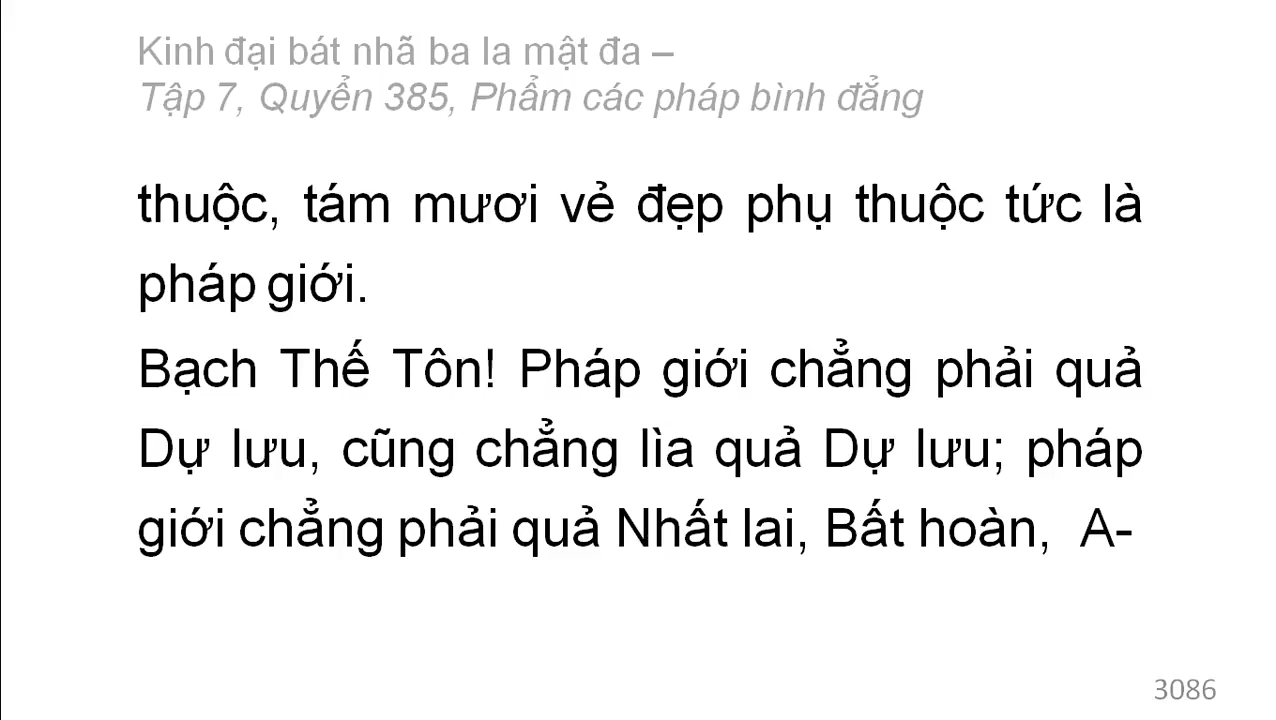 Kinh đại bát nhã ba la mật đa –
Tập 7, Quyển 385, Phẩm các pháp bình đẳng
thuộc, tám mươi vẻ đẹp phụ thuộc tức là
pháp giới.
Bạch Thế Tôn! Pháp giới chẳng phải quả
Dự lưu, cũng chẳng lìa quả Dự lưu; pháp
giới chẳng phải quả Nhất lai, Bất hoàn, A-
3086